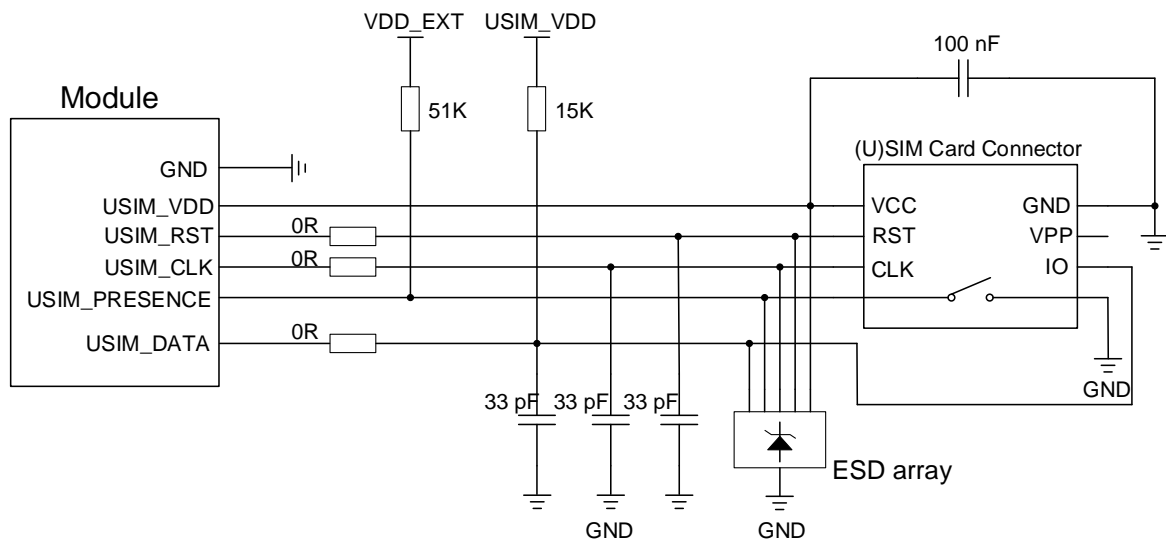 VDD_EXT USIM_VDD
100 nF
Module
51K 15K
(U)SIM Card Connector
GND
USIM_VDD
USIM_RST
USIM_CLK
USIM_PRESENCE
USIM_DATA
0R
0R
0R
VCC
RST
CLK
GND
VPP
IO
GND
33 pF 33 pF 33 pF
ESD array
GND
GND